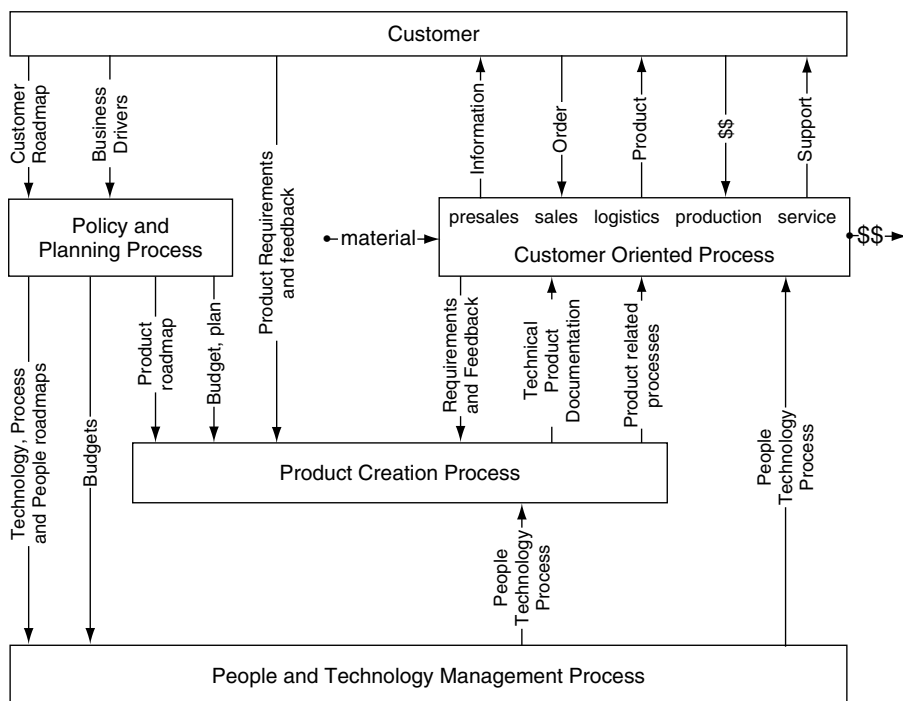 Customer
Customer
Roadmap
Business
Drivers
Product Requirements
and feedback
Information
Order
Product
$$
Support
Policy and
Planning Process
presales sales logistics production service
Customer Oriented Process
material
$$
Technology, Process
and People roadmaps
Budgets
Product
roadmap
Budget, plan
Requirements
and Feedback
Technical
Product
Documentation
Product related
processes
People
Technology
Process
Product Creation Process
People
Technology
Process
People and Technology Management Process